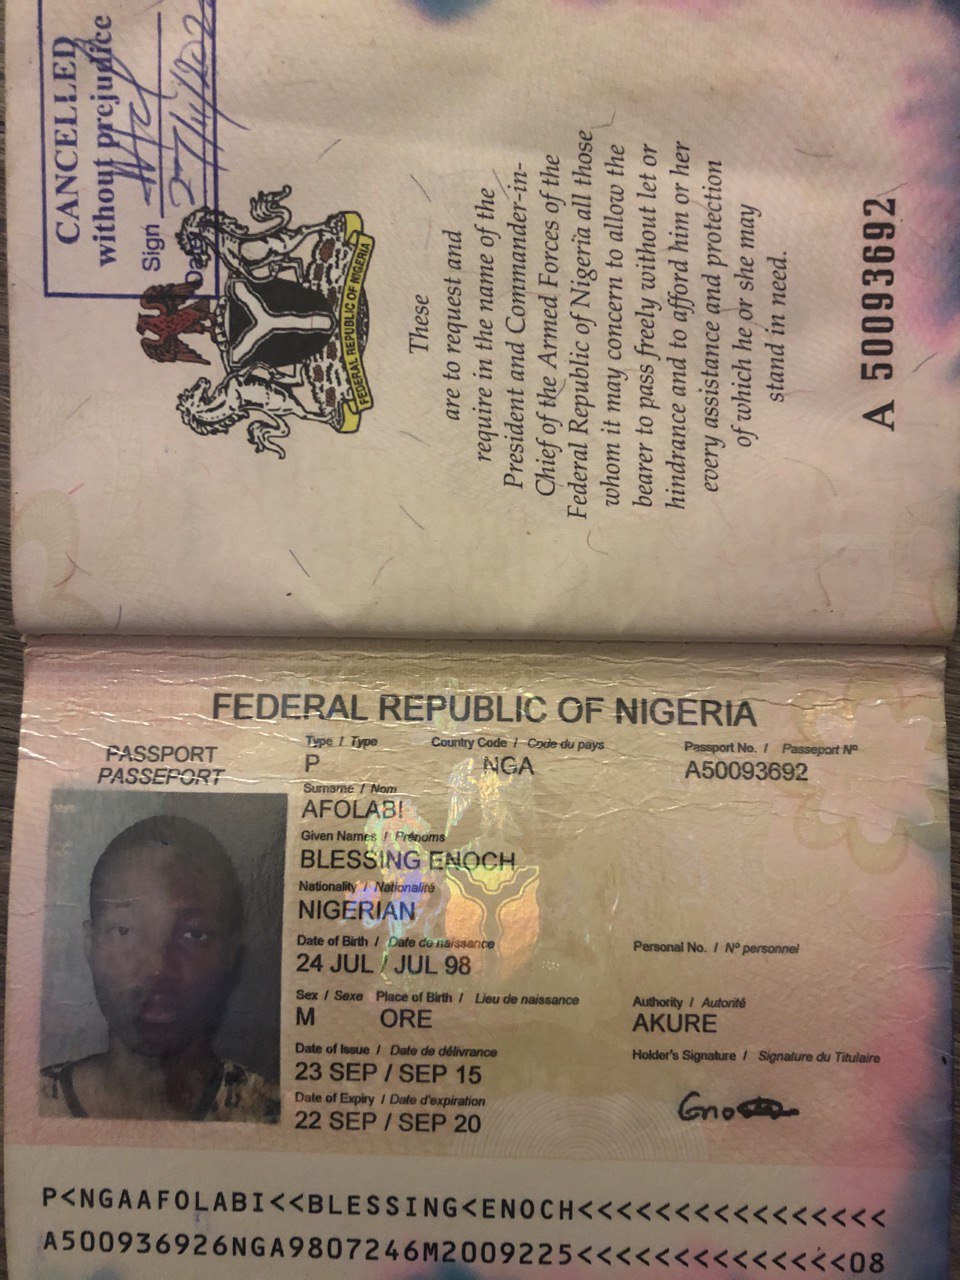 CANCELLED
without prejudice
Sign
Date 27/4/202
FEDERAL REPUBLIC OF NIGERIA
These
are to request and
require in the name of the
President and Commander-in-
Chief of the Armed Forces of the
Federal Republic of Nigeria all those
whom it may concern to allow the
bearer to pass freely without let or
hindrance and to afford him or her
every assistance and protection
of which he or she may
stand in need.
A 50093692
FEDERAL REPUBLIC OF NIGERIA
PASSPORT
PASSEPORT
Type / Type
P
Country Code / Code du pays
NGA
Passport No. / Passeport Nº
A50093692
Surname / Nom
AFOLABI
Given Names / Prénoms
BLESSING ENOCH
Nationality / Nationalité
NIGERIAN
Date of Birth / Date de naissance
24 JUL / JUL 98
Personal No. / Nº personnel
Sex / Sexe
M
Place of Birth / Lieu de naissance
ORE
Authority / Autorité
AKURE
Date of Issue / Date de délivrance
23 SEP / SEP 15
Holder's Signature / Signature du Titulaire
Date of Expiry / Date d'expiration
22 SEP / SEP 20
P<NGAAFOLABI<<BLESSING<ENOCH<<<<<<<<<<<<<<<<
A500936926NGA9807246M2009225<<<<<<<<<<<<<<08